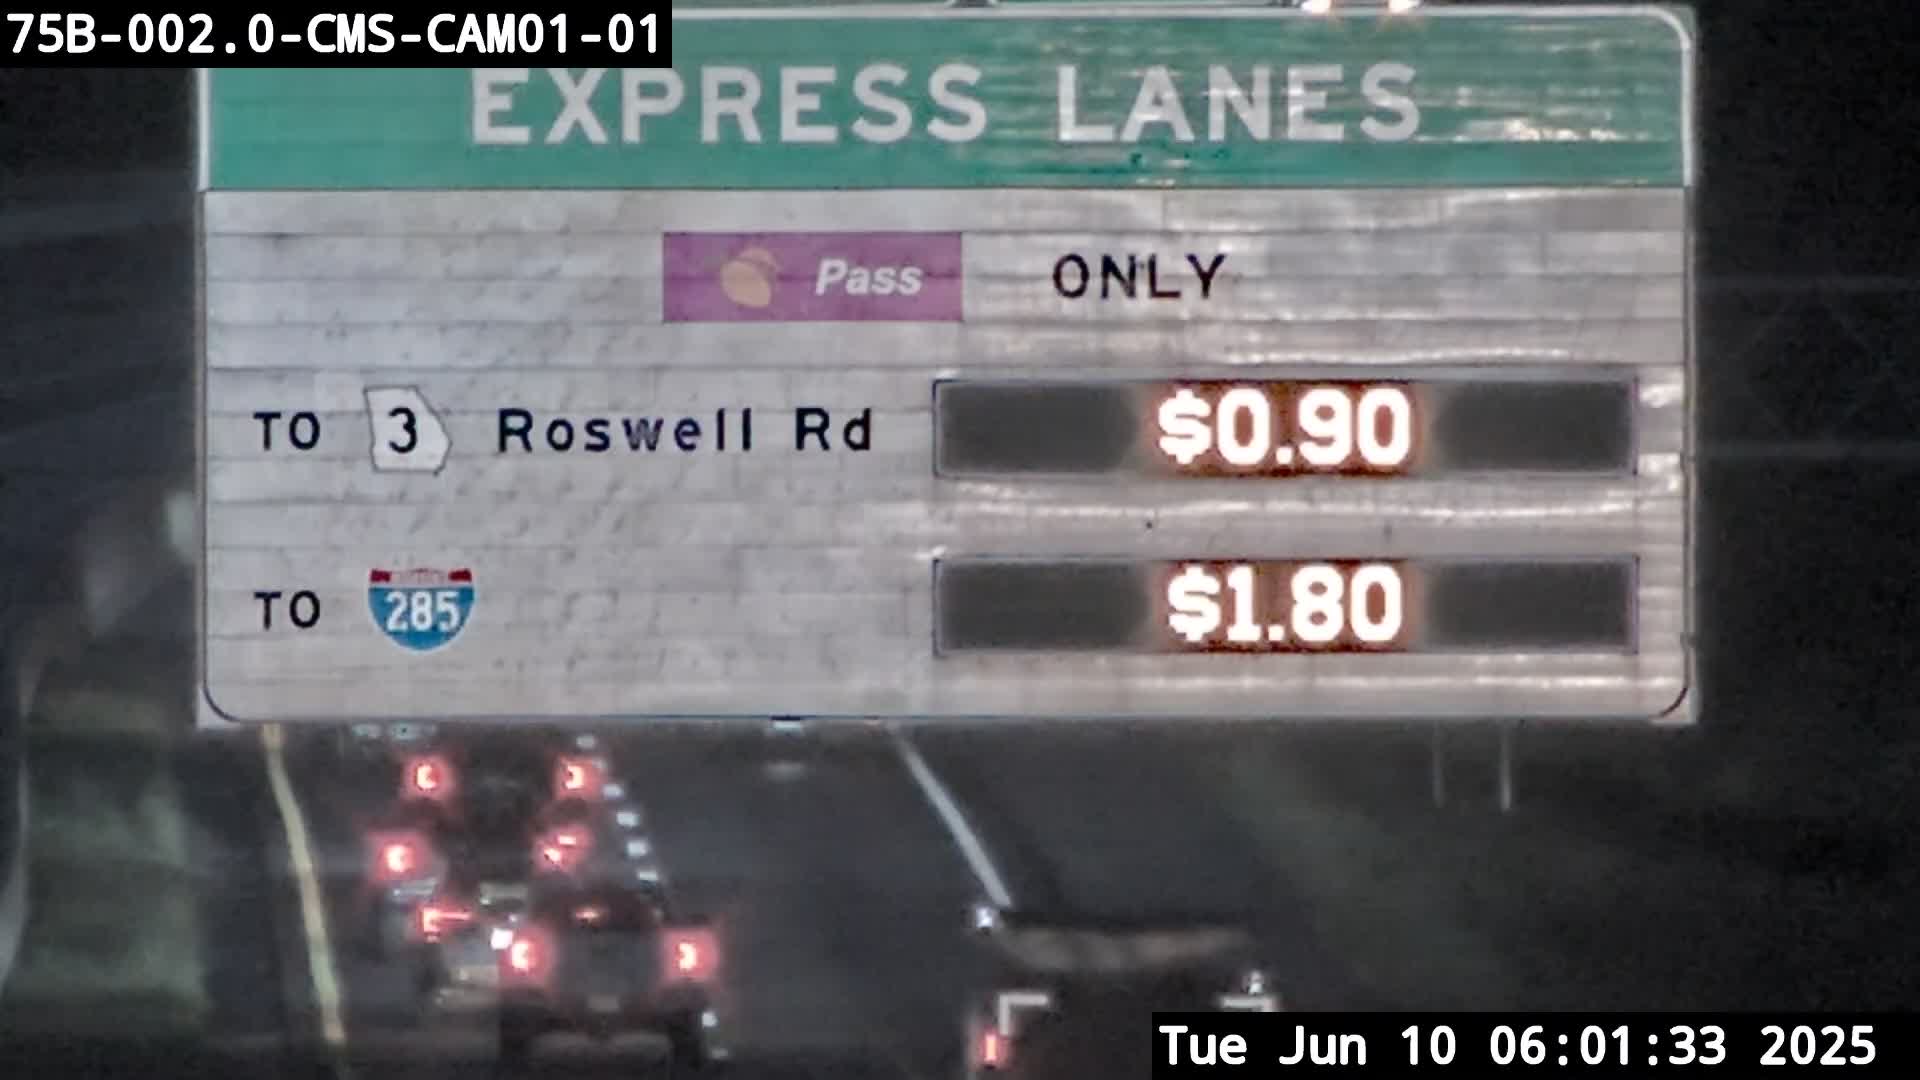 75B-002.0-CMS-CAM01-01
EXPRESS LANES
Pass ONLY
TO 3 Roswell Rd $0.90
TO 285 $1.80
Tue Jun 10 06:01:33 2025